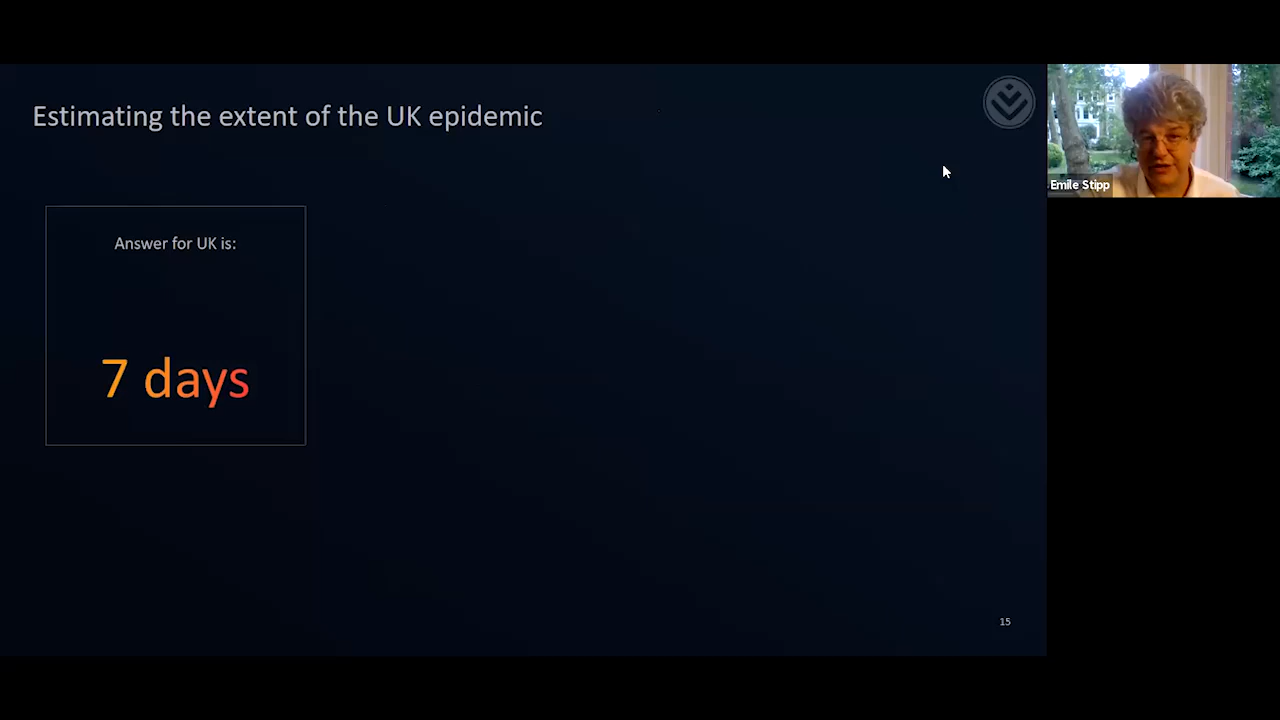 Estimating the extent of the UK epidemic
Emile Stipp
Answer for UK is:
7 days
15